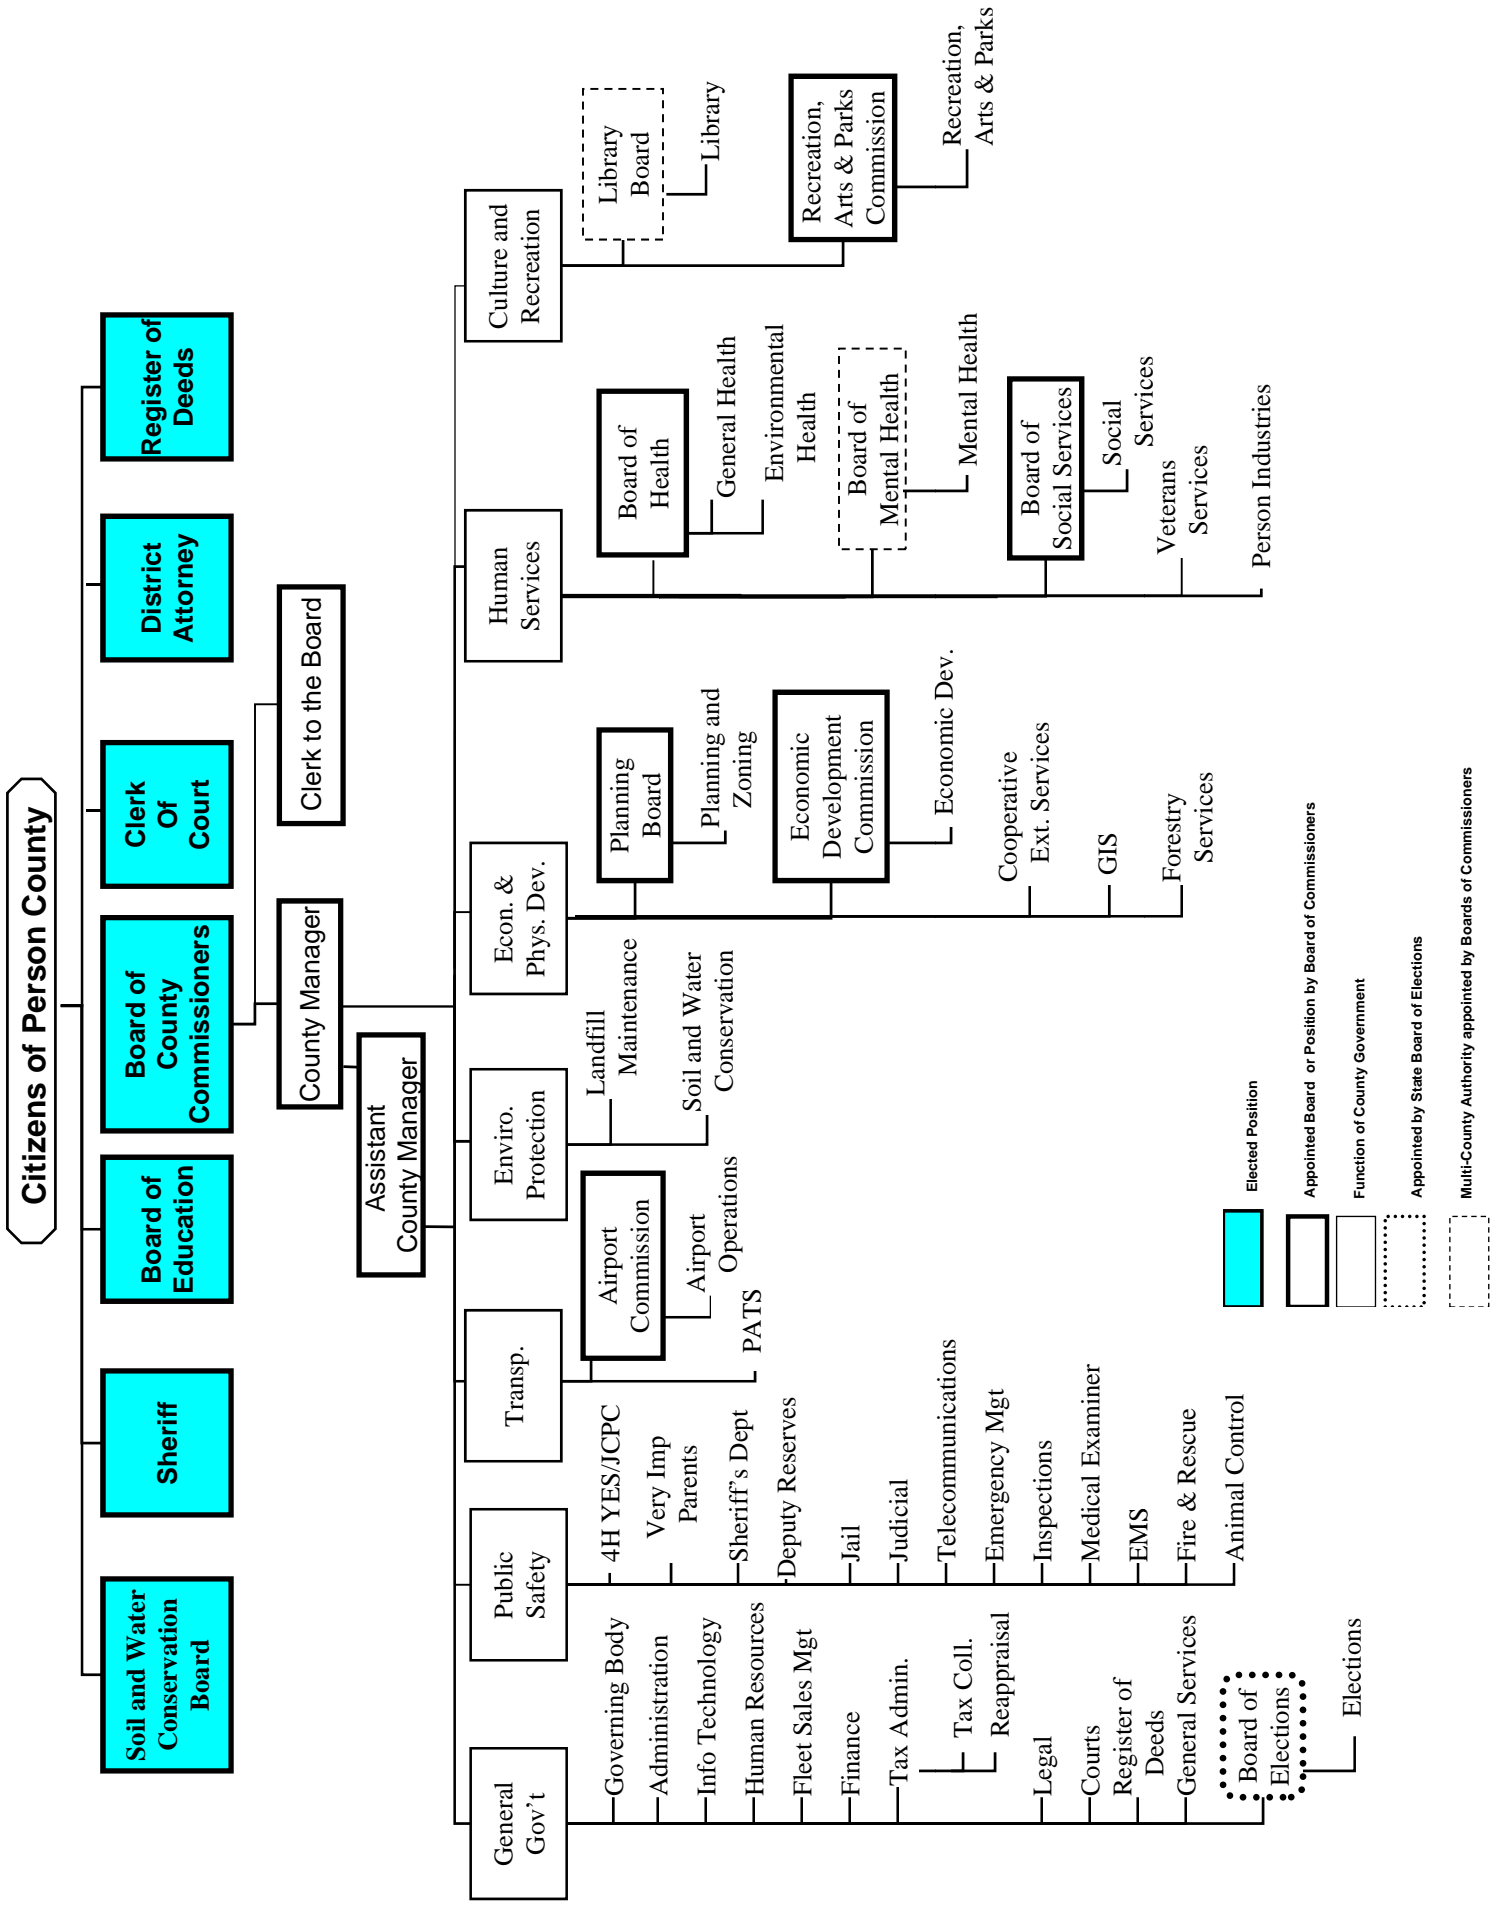 Citizens of Person County
Soil and Water
Conservation
Board
Sheriff
Board of
Education
Board of
County
Commissioners
Clerk
Of
Court
District
Attorney
Register of
Deeds
County Manager
Clerk to the Board
Assistant
County Manager
General
Gov't
Governing Body
Administration
Info Technology
Human Resources
Fleet Sales Mgt
Finance
Tax Admin.
Tax Coll.
Reappraisal
Legal
Courts
Register of
Deeds
General Services
Board of
Elections
Elections
Public
Safety
4H YES/JCPC
Very Imp
Parents
Sheriff's Dept
Deputy Reserves
Jail
Judicial
Telecommunications
Emergency Mgt
Inspections
Medical Examiner
EMS
Fire & Rescue
Animal Control
Transp.
Airport
Commission
Airport
Operations
PATS
Enviro.
Protection
Landfill
Maintenance
Soil and Water
Conservation
Econ. &
Phys. Dev.
Planning
Board
Planning and
Zoning
Economic
Development
Commission
Economic Dev.
Cooperative
Ext. Services
GIS
Forestry
Services
Human
Services
Board of
Health
General Health
Environmental
Health
Board of
Mental Health
Mental Health
Board of
Social Services
Social
Services
Veterans
Services
Person Industries
Culture and
Recreation
Library
Board
Library
Recreation,
Arts & Parks
Commission
Recreation,
Arts & Parks
Elected Position
Appointed Board or Position by Board of Commissioners
Function of County Government
Appointed by State Board of Elections
Multi-County Authority appointed by Boards of Commissioners